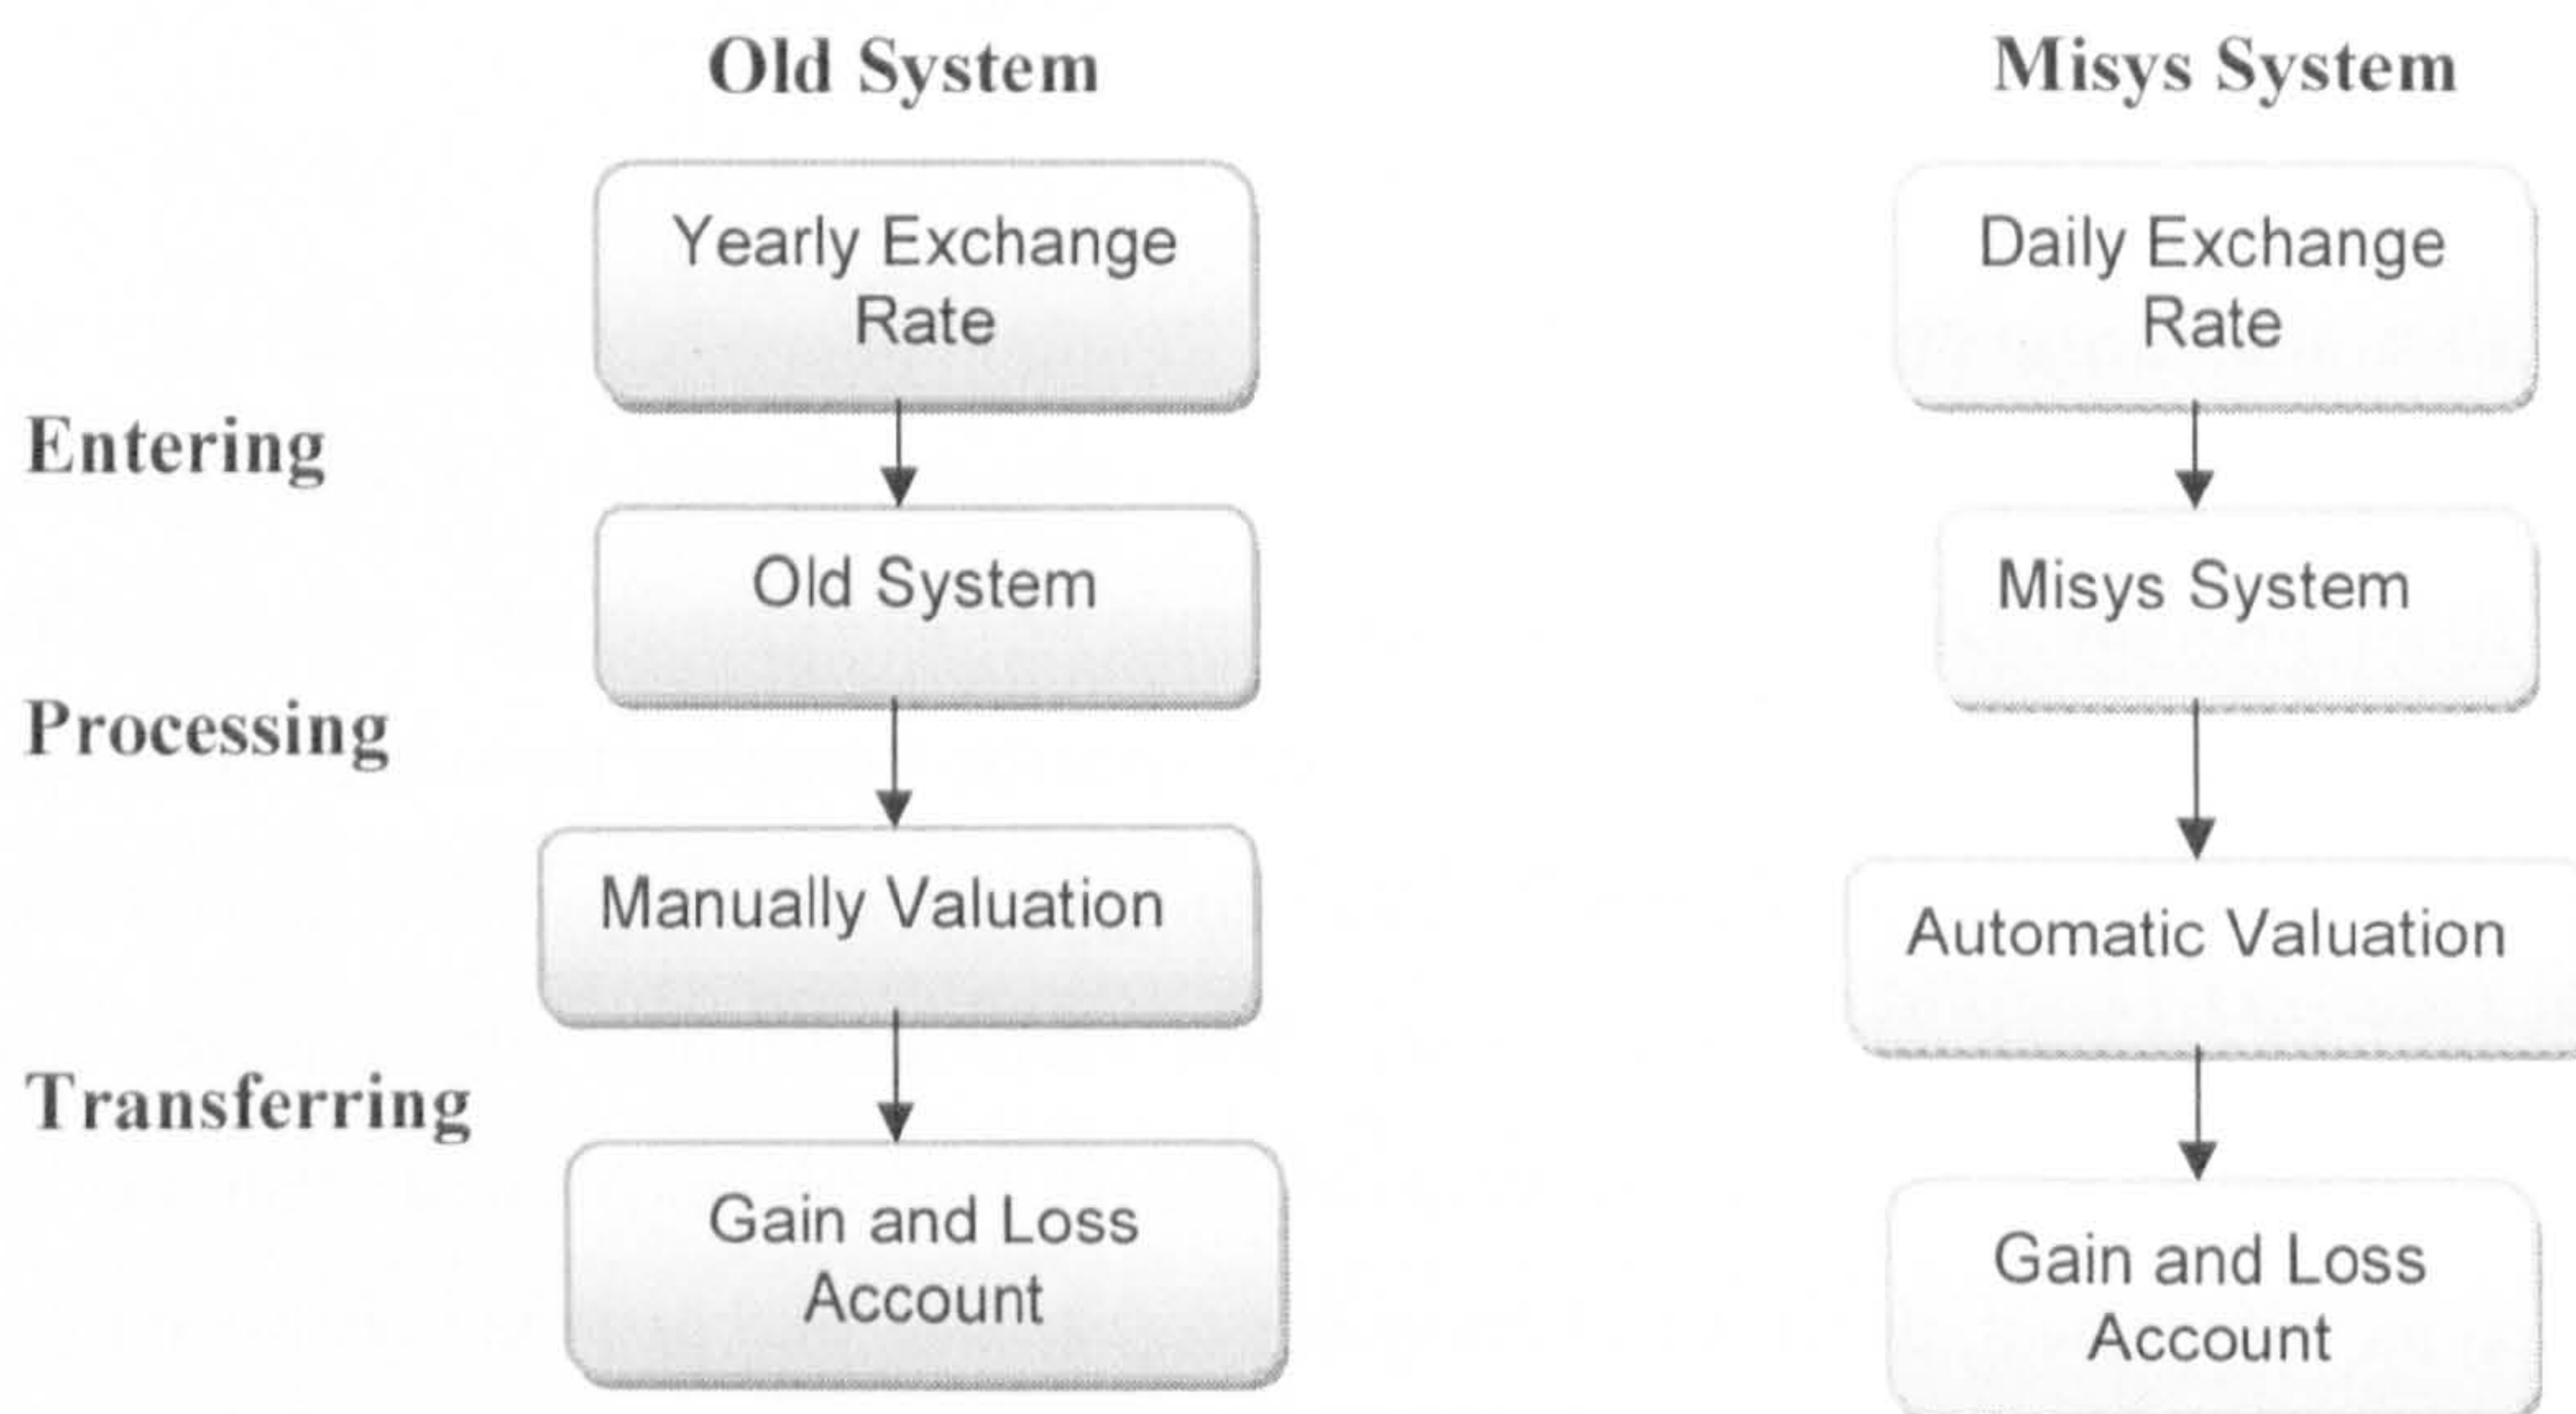 Old System
Misys System
Yearly Exchange
Rate
Daily Exchange
Rate
Entering
Old System
Misys System
Processing
Manually Valuation
Automatic Valuation
Transferring
Gain and Loss
Account
Gain and Loss
Account